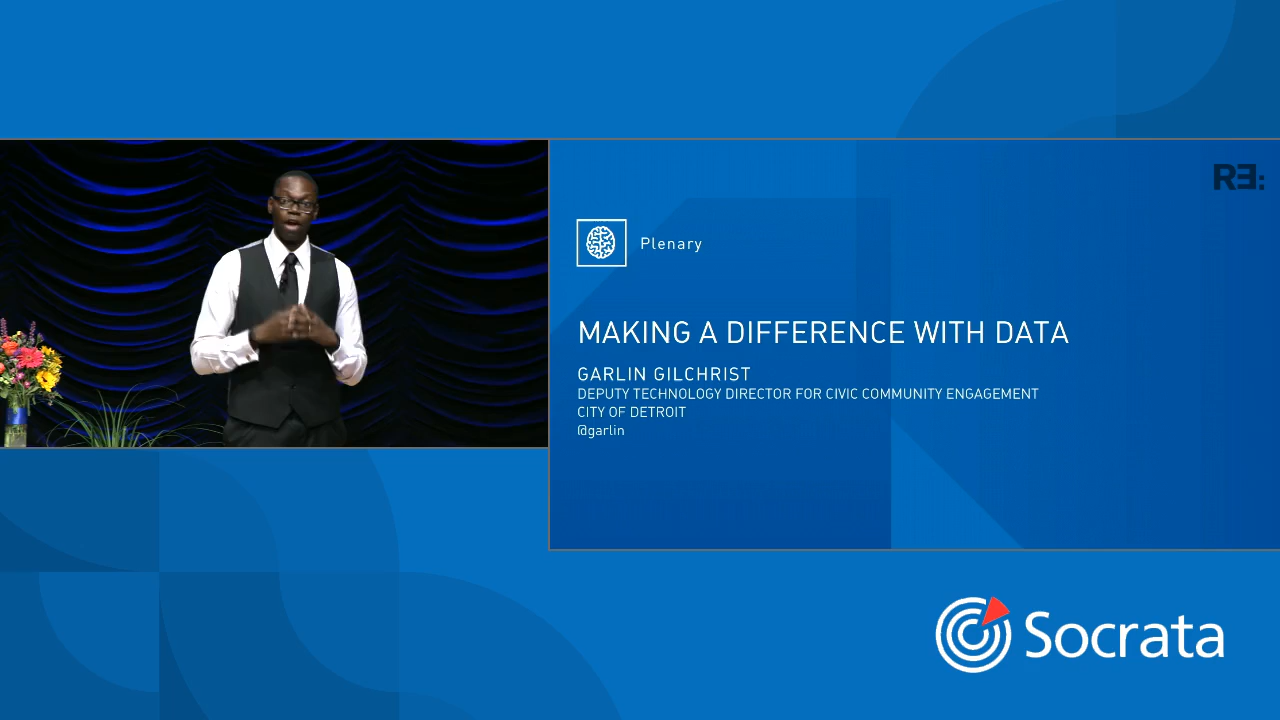 RE:
Plenary
MAKING A DIFFERENCE WITH DATA
GARLIN GILCHRIST
DEPUTY TECHNOLOGY DIRECTOR FOR CIVIC COMMUNITY ENGAGEMENT
CITY OF DETROIT
@garlin
Socrata